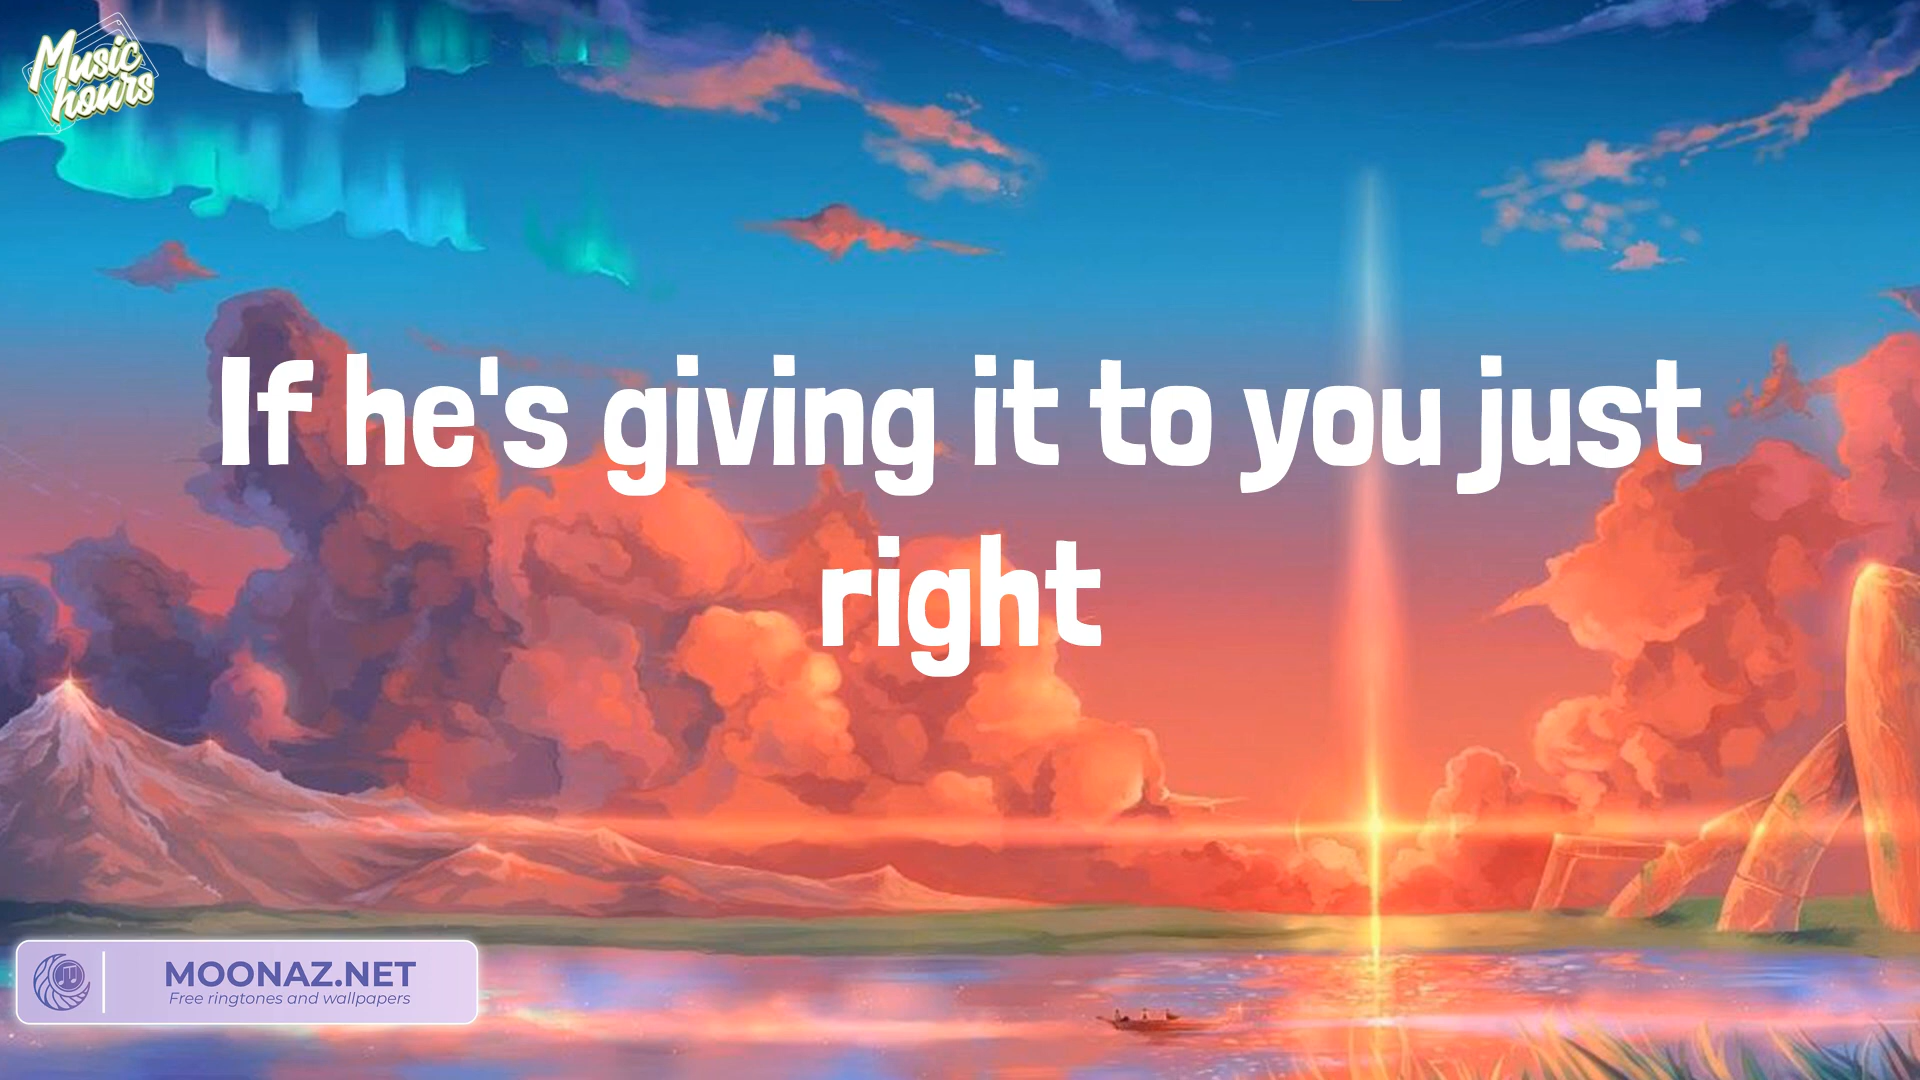 Music
hours
If he's giving it to you just
right
MOONAZ.NET
Free ringtones and wallpapers